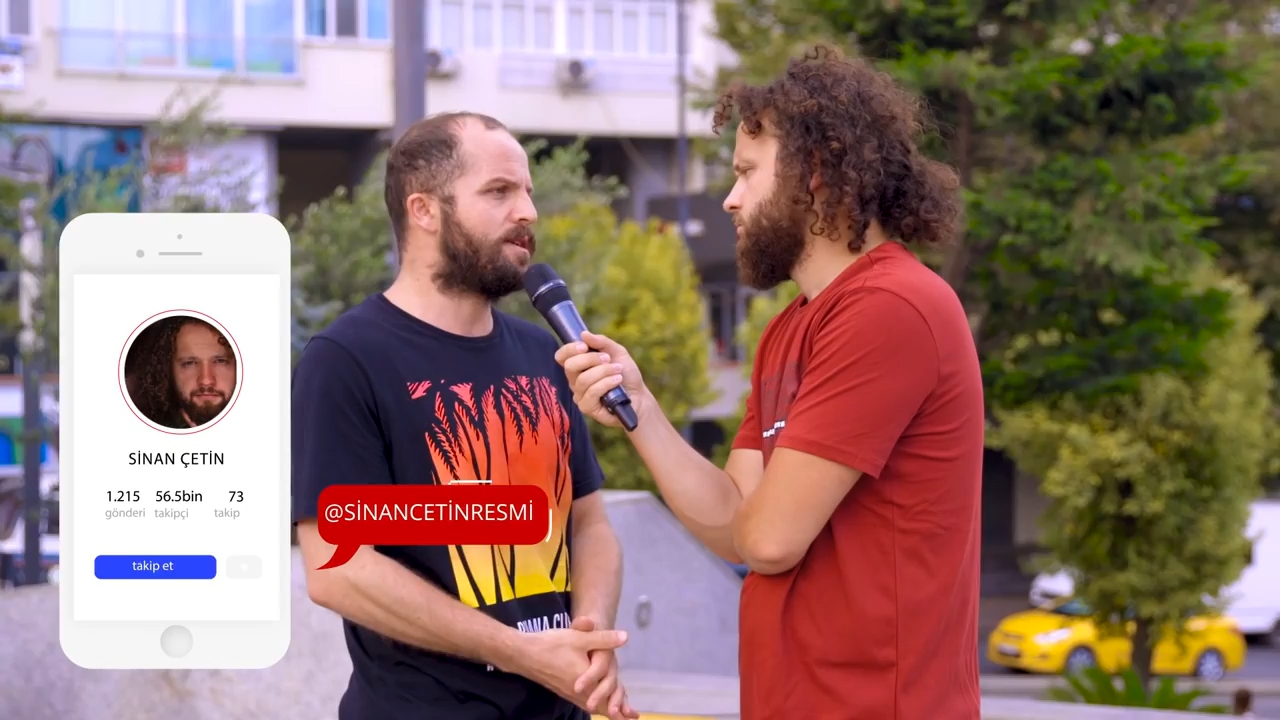 SİNAN ÇETİN
1.215 56.5bin 73
gönderi takipçi takip
takip et
@SİNANCETİNRESMİ